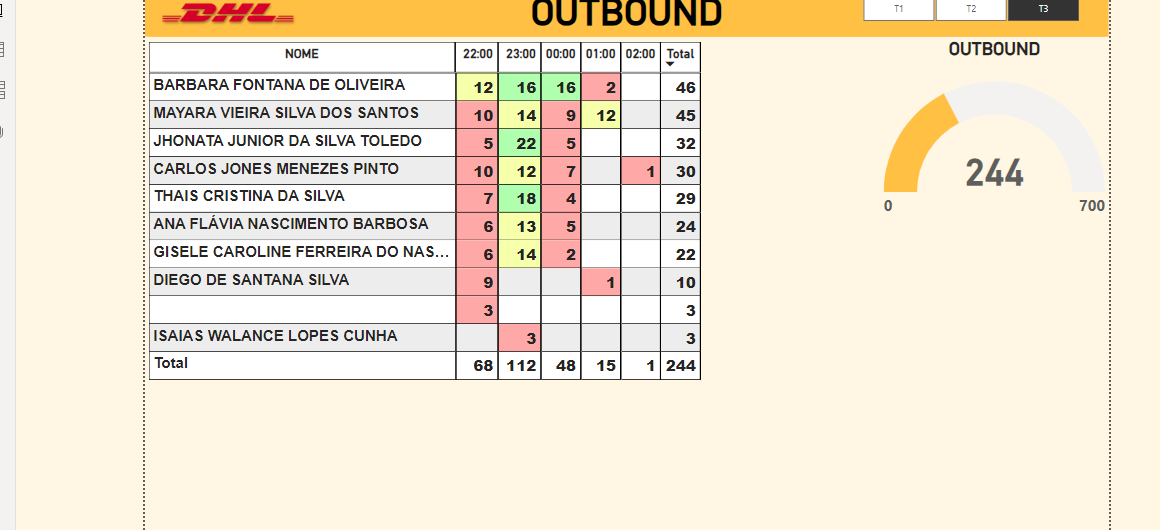 DHL
OUTBOUND
T1 T2 T3
NOME 22:00 23:00 00:00 01:00 02:00 Total
BARBARA FONTANA DE OLIVEIRA 12 16 16 2 46
MAYARA VIEIRA SILVA DOS SANTOS 10 14 9 12 45
JHONATA JUNIOR DA SILVA TOLEDO 5 22 5 32
CARLOS JONES MENEZES PINTO 10 12 7 1 30
THAIS CRISTINA DA SILVA 7 18 4 29
ANA FLÁVIA NASCIMENTO BARBOSA 6 13 5 24
GISELE CAROLINE FERREIRA DO NAS... 6 14 2 22
DIEGO DE SANTANA SILVA 9 1 10
3 3
ISAIAS WALANCE LOPES CUNHA 3 3
Total 68 112 48 15 1 244
OUTBOUND
244
0 700